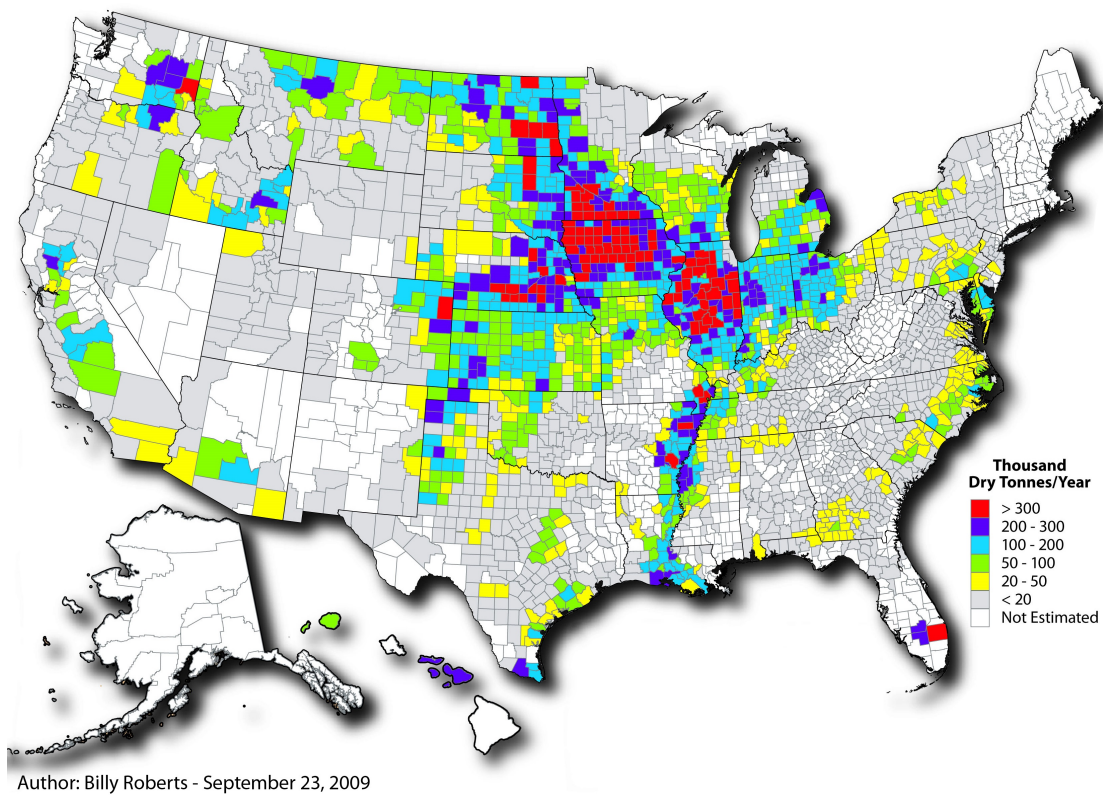 Thousand
Dry Tonnes/Year
> 300
200 - 300
100 - 200
50 - 100
20 - 50
< 20
Not Estimated
Author: Billy Roberts - September 23, 2009